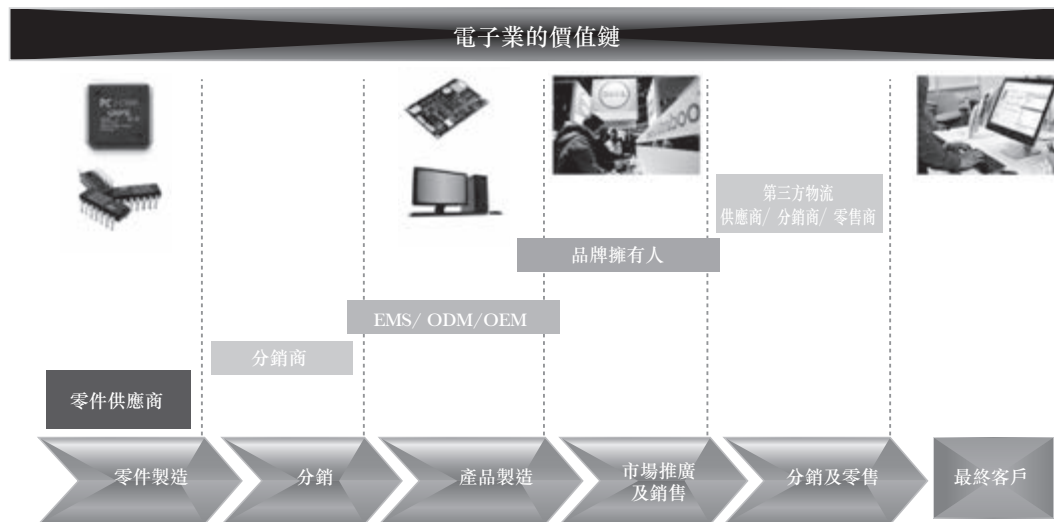 電子業的價值鏈
PC
第三方物流
供應商/ 分銷商/ 零售商
品牌擁有人
EMS/ ODM/OEM
分銷商
零件供應商
零件製造
分銷
產品製造
市場推廣
及銷售
分銷及零售
最終客戶